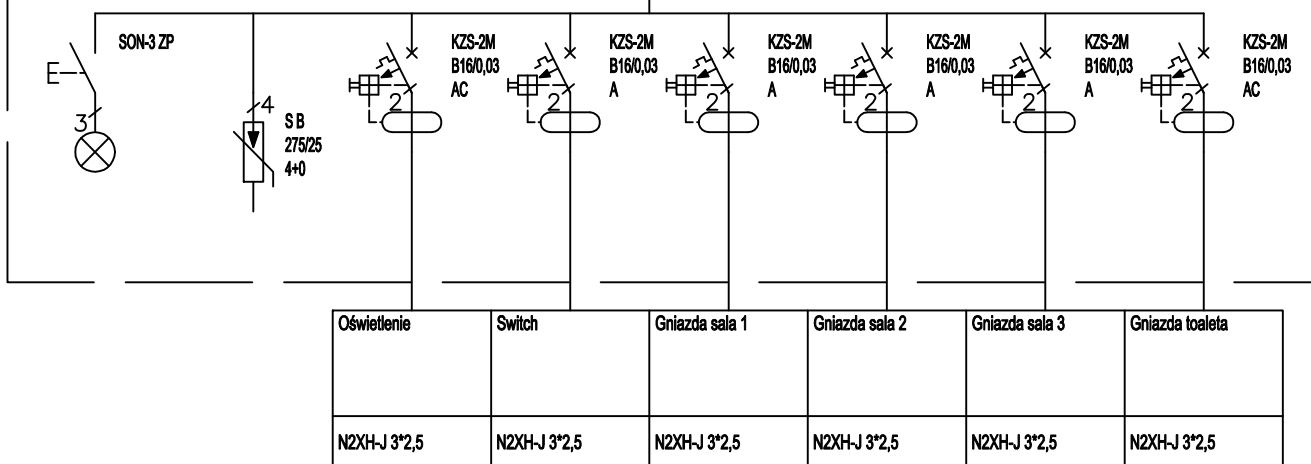 SON-3 ZP
3
4
S B
275/25
4+0
2
KZS-2M
B16/0,03
AC
2
KZS-2M
B16/0,03
A
2
KZS-2M
B16/0,03
A
2
KZS-2M
B16/0,03
A
2
KZS-2M
B16/0,03
A
2
KZS-2M
B16/0,03
AC
Oświetlenie
Switch
Gniazda sala 1
Gniazda sala 2
Gniazda sala 3
Gniazda toaleta
N2XH-J 3*2,5
N2XH-J 3*2,5
N2XH-J 3*2,5
N2XH-J 3*2,5
N2XH-J 3*2,5
N2XH-J 3*2,5